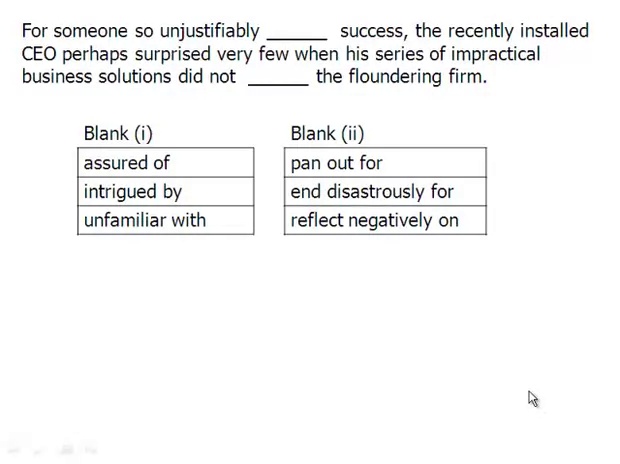 For someone so unjustifiably ______ success, the recently installed
CEO perhaps surprised very few when his series of impractical
business solutions did not ______ the floundering firm.
Blank (i) Blank (ii)
assured of pan out for
intrigued by end disastrously for
unfamiliar with reflect negatively on